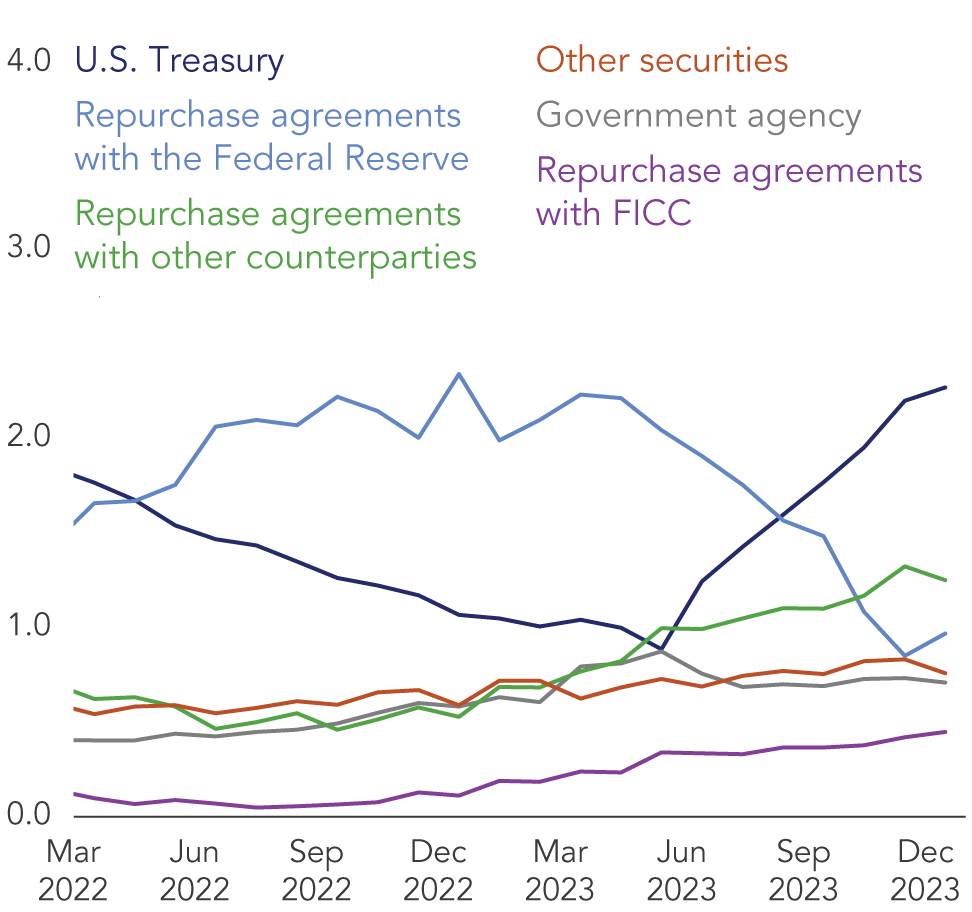 4.0
U.S. Treasury
Other securities
Repurchase agreements
with the Federal Reserve
Government agency
Repurchase agreements
with FICC
Repurchase agreements
with other counterparties
3.0
2.0
1.0
0.0
Mar
2022
Jun
2022
Sep
2022
Dec
2022
Mar
2023
Jun
2023
Sep
2023
Dec
2023